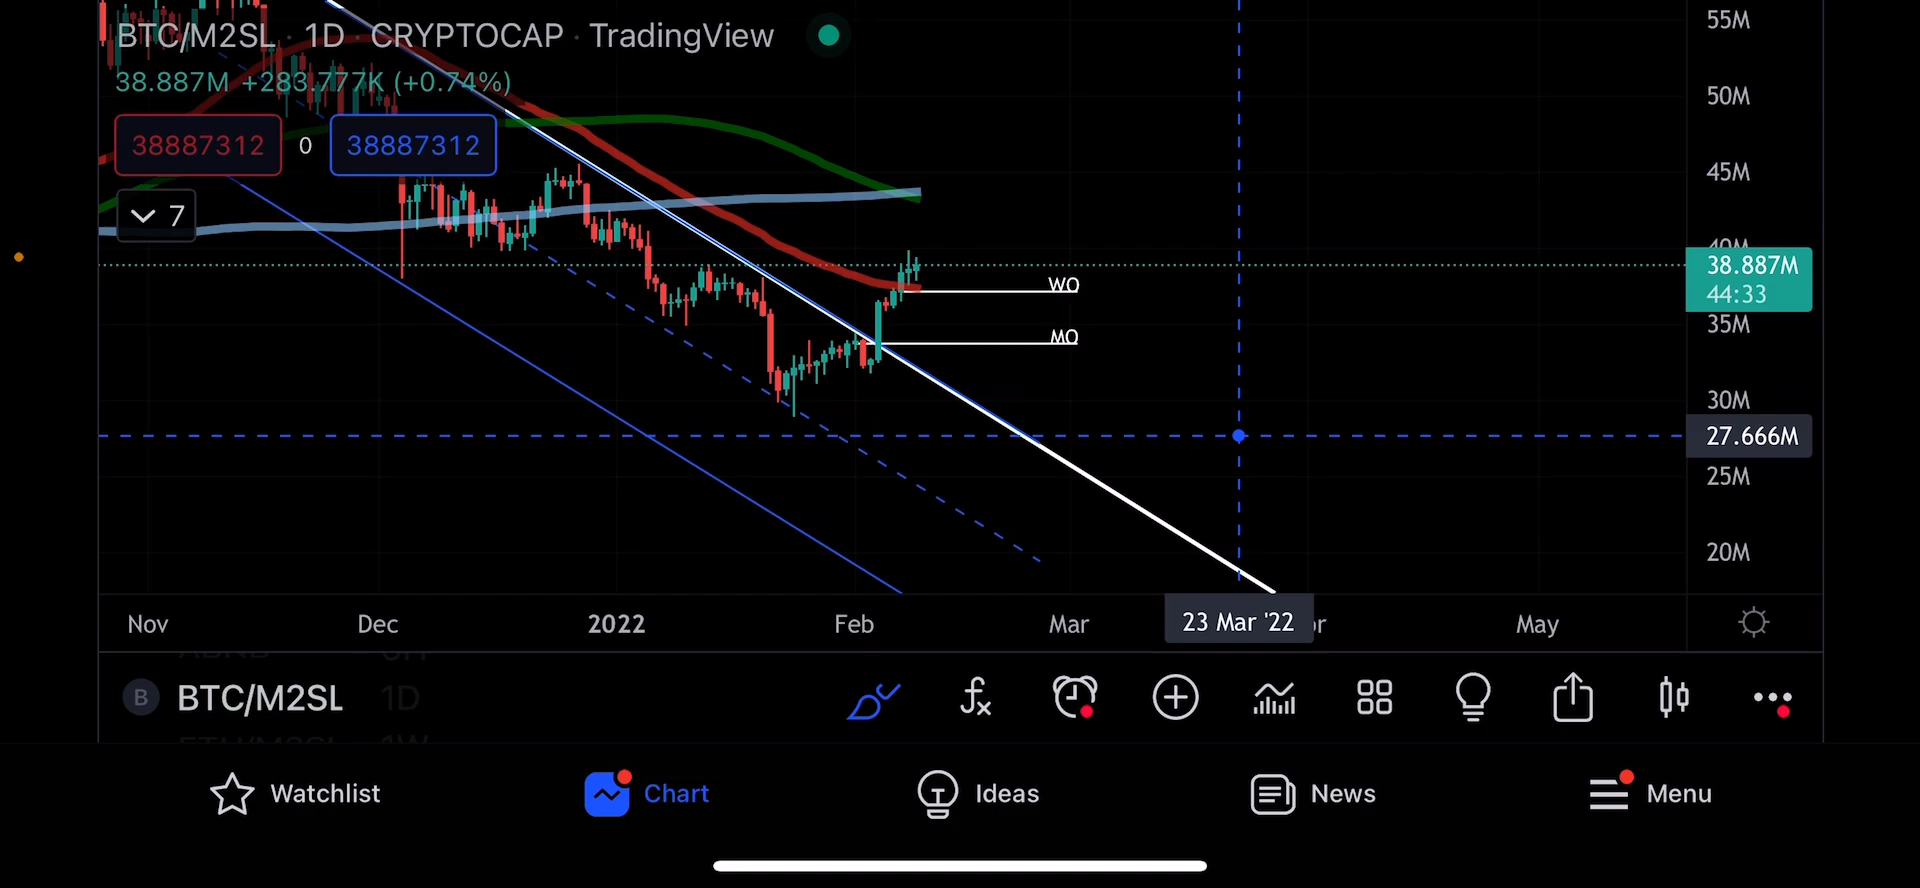 BTC/M2SL · 1D · CRYPTOCAP · TradingView
38.887M +283.777K (+0.74%)
38887312 0 38887312
7
55M
50M
45M
40M
38.887M
44:33
35M
30M
27.666M
25M
20M
WO
MO
Nov Dec 2022 Feb Mar 23 Mar '22 May
B BTC/M2SL 1D
Watchlist Chart Ideas News Menu